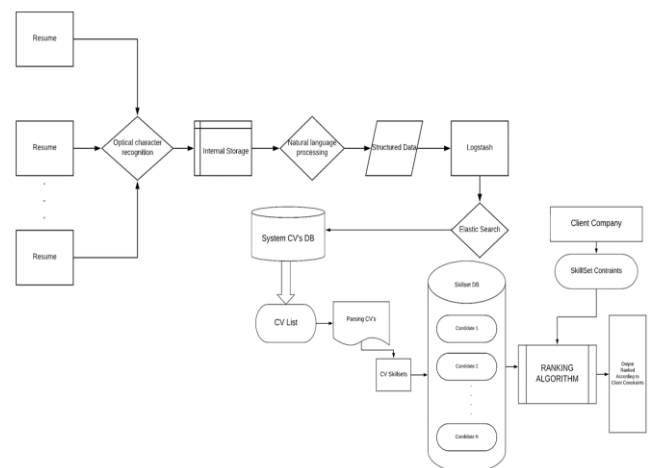 Resume
Resume
Optical character
recognition
Internal Storage
Natural language
processing
Structured Data
Logstash
.
.
.
Resume
System CV's DB
Elastic Search
Client Company
SkillSet Contraints
Skillset DB
CV List
Parsing CV's
CV Skillsets
Candidate 1
Candidate 2
.
.
.
.
Candidate N
RANKING
ALGORITHM
Output
Ranked
According to
Client Constraints